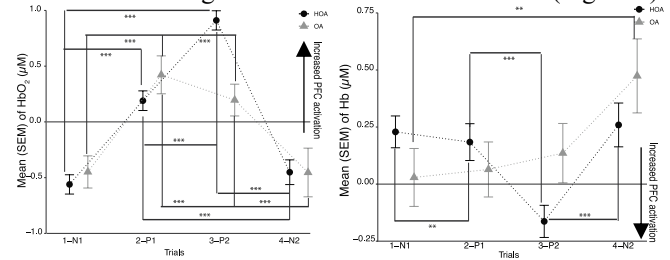 1.0
0.5
0.0
−0.5
−1.0
Mean (SEM) of HbO2 (µM)
***
***
***
***
***
***
***
***
***
HOA
OA
Increased PFC activation
1−N1
2−P1
3−P2
4−N2
Trials
0.75
0.50
0.25
0.00
−0.25
Mean (SEM) of Hb (µM)
**
***
**
***
HOA
OA
Increased PFC activation
1−N1
2−P1
3−P2
4−N2
Trials